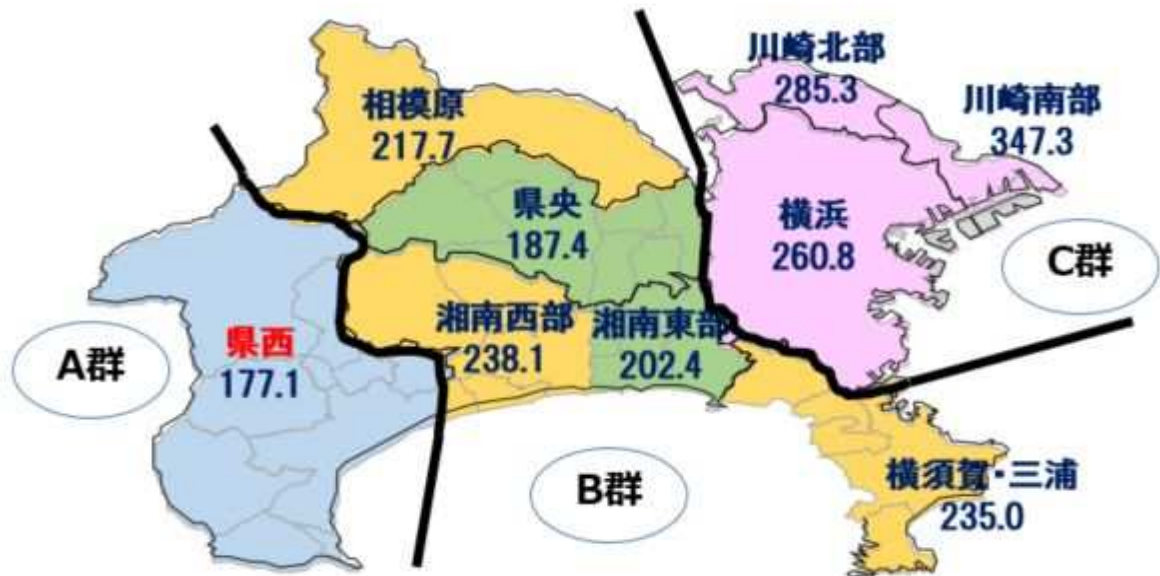 川崎北部
285.3
川崎南部
347.3
相模原
217.7
県央
187.4
横浜
260.8
C群
湘南西部
238.1
湘南東部
202.4
県西
177.1
A群
B群
横須賀・三浦
235.0